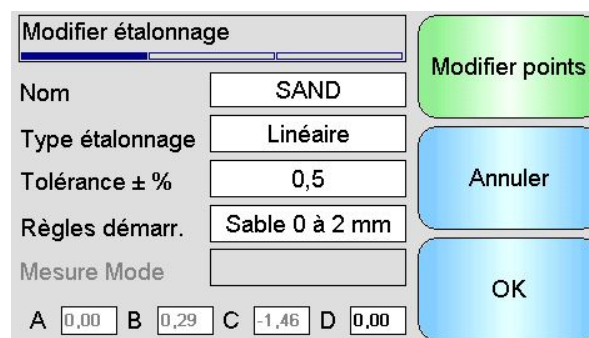 Modifier étalonnage
Modifier points
Nom SAND
Type étalonnage Linéaire
Tolérance ± % 0,5
Annuler
Règles démarr. Sable 0 à 2 mm
Mesure Mode
OK
A 0,00 B 0,29 C -1,46 D 0,00